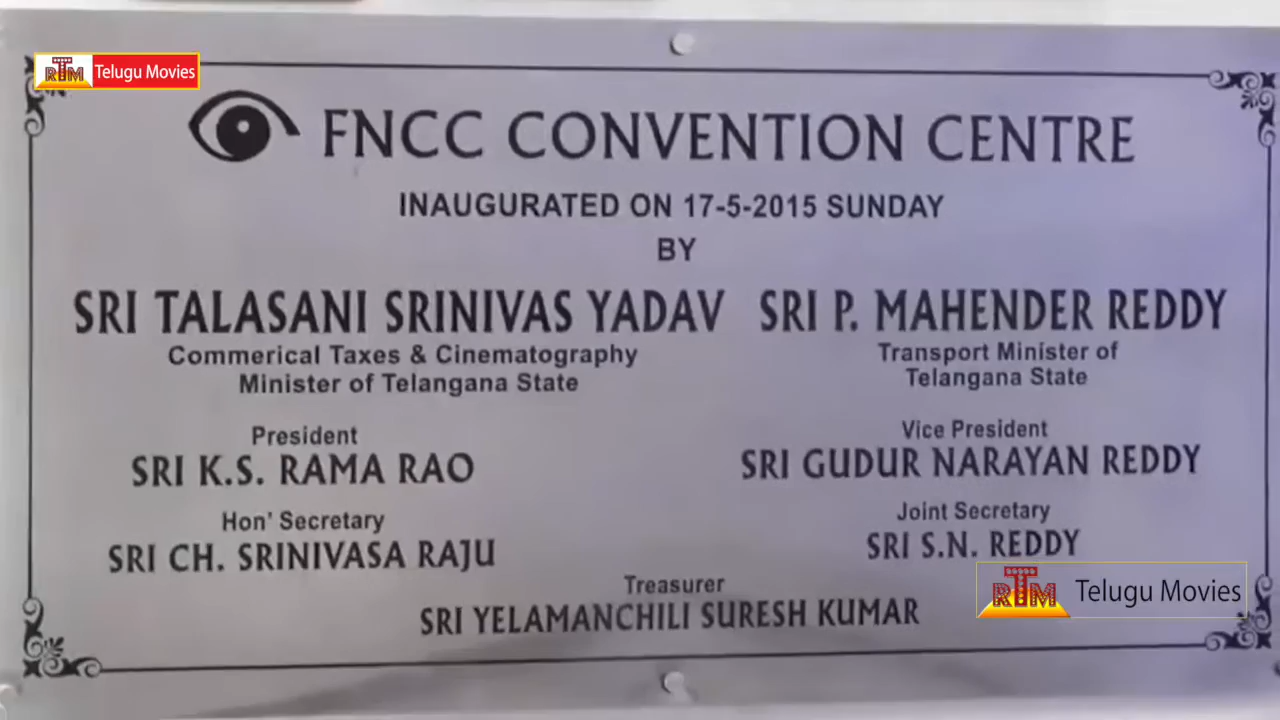 RTM Telugu Movies
FNCC CONVENTION CENTRE
INAUGURATED ON 17-5-2015 SUNDAY
BY
SRI TALASANI SRINIVAS YADAV
Commerical Taxes & Cinematography
Minister of Telangana State
SRI P. MAHENDER REDDY
Transport Minister of
Telangana State
President
SRI K.S. RAMA RAO
Vice President
SRI GUDUR NARAYAN REDDY
Hon' Secretary
SRI CH. SRINIVASA RAJU
Joint Secretary
SRI S.N. REDDY
Treasurer
SRI YELAMANCHILI SURESH KUMAR
RTM Telugu Movies